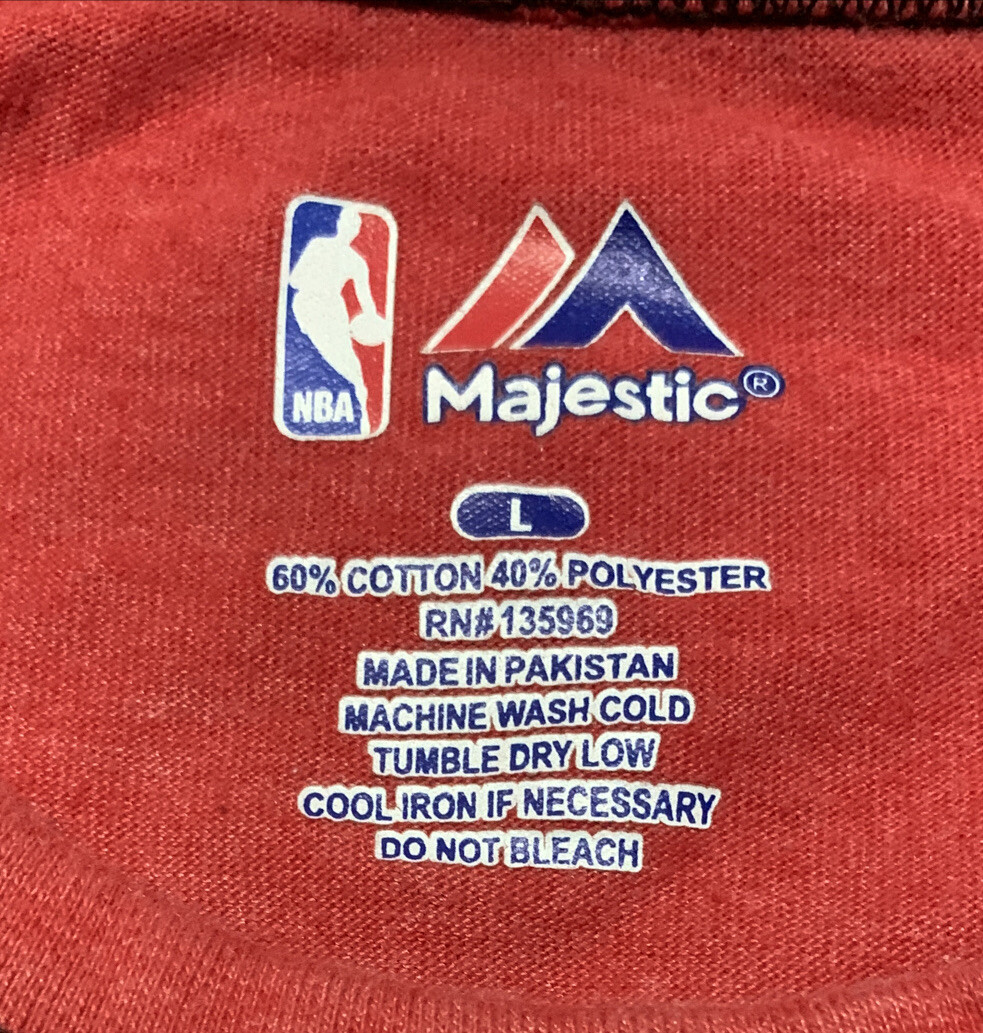 NBA
Majestic®
L
60% COTTON 40% POLYESTER
RN# 135969
MADE IN PAKISTAN
MACHINE WASH COLD
TUMBLE DRY LOW
COOL IRON IF NECESSARY
DO NOT BLEACH